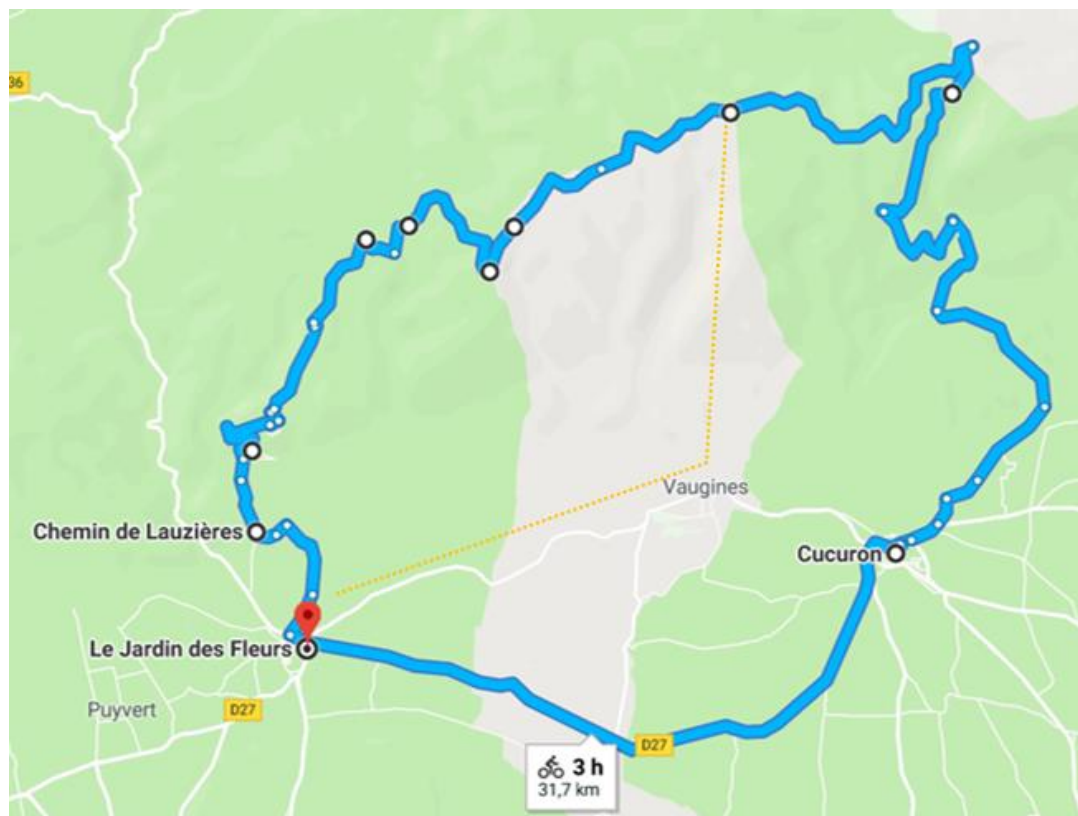 36
Vaugines
Chemin de Lauzières
Cucuron
Le Jardin des Fleurs
Puyvert
D27
D27
3 h
31,7 km